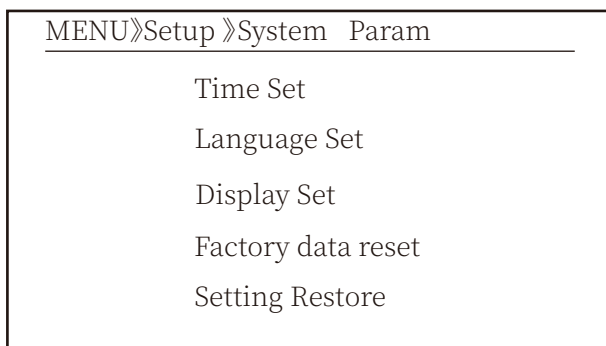 MENU》Setup 》System Param
Time Set
Language Set
Display Set
Factory data reset
Setting Restore